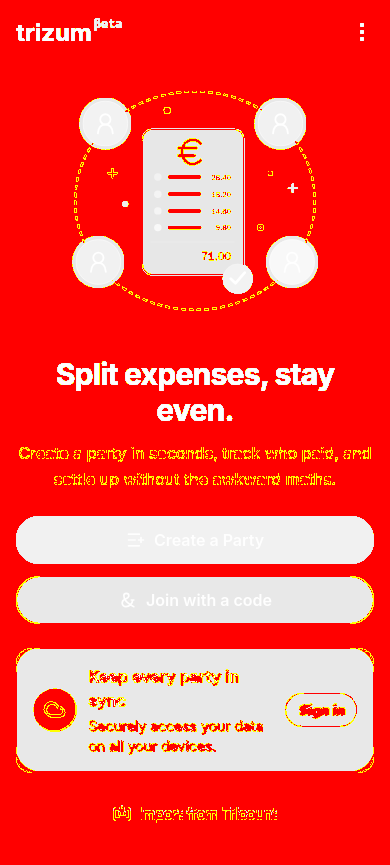 trizum βeta
€
71.00
Split expenses, stay
even.
Create a party in seconds, track who paid, and
settle up without the awkward maths.
Create a Party
& Join with a code
Keep every party in
sync.
Securely access your data
on all your devices.
Sign in
Import from Tricount